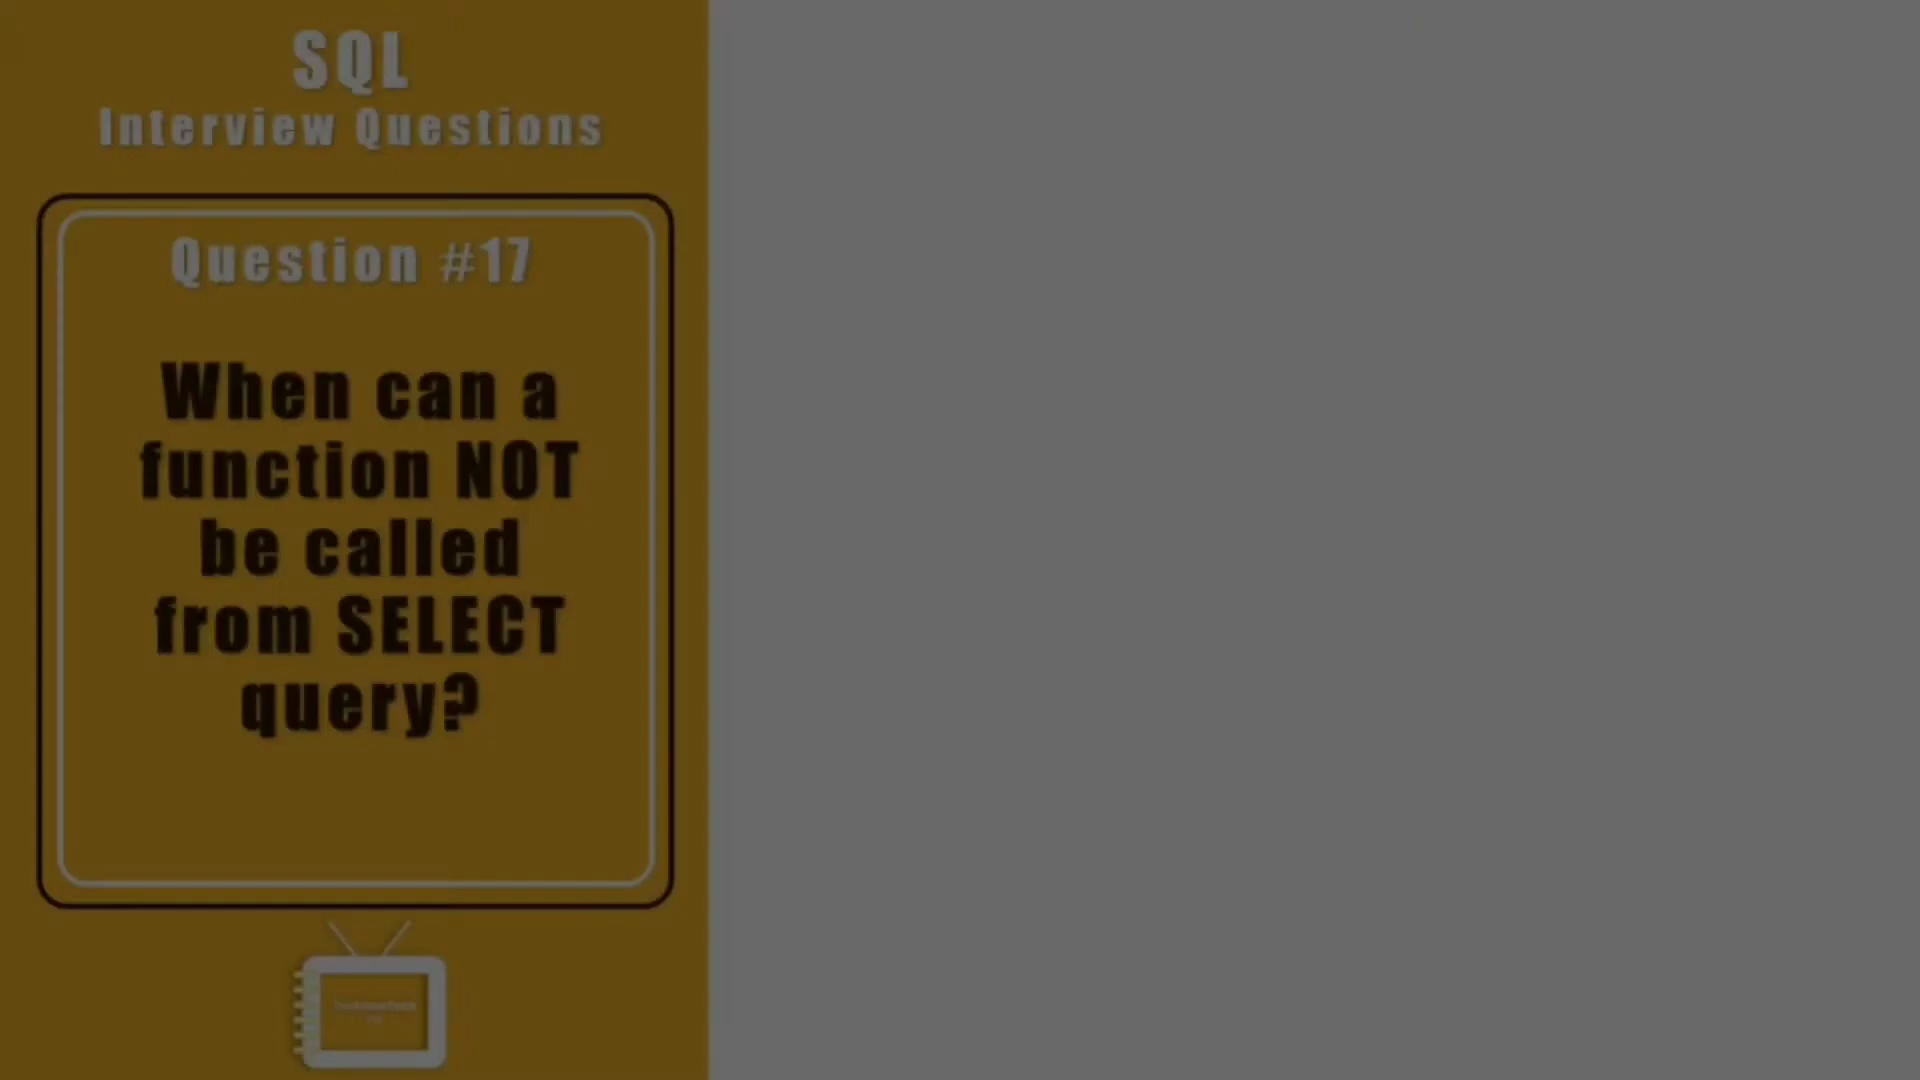 SQL
Interview Questions
Question #17
When can a
function NOT
be called
from SELECT
query?